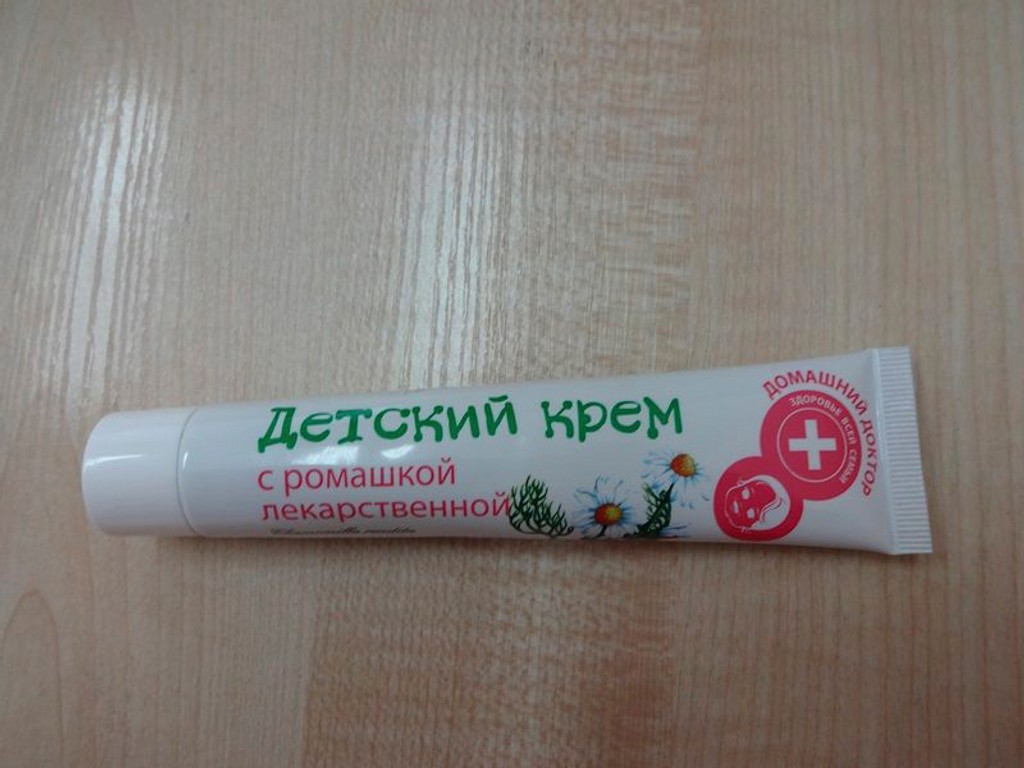 Детский крем
с ромашкой
лекарственной
ДОМАШНИЙ ДОКТОР
ЗДОРОВЬЕ ВСЕЙ СЕМЬИ